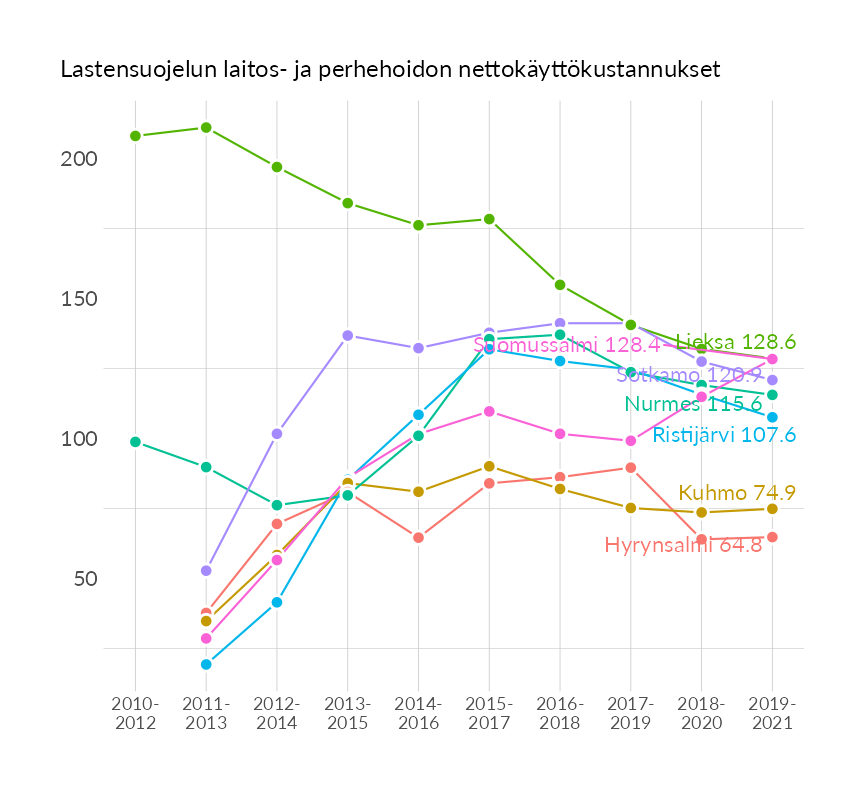 Lastensuojelun laitos- ja perhehoidon nettokäyttökustannukset
200
150
100
50
Lieksa 128.6
Suomussalmi 128.4
Sotkamo 120.9
Nurmes 115.6
Ristijärvi 107.6
Kuhmo 74.9
Hyrynsalmi 64.8
2010- 2011- 2012- 2013- 2014- 2015- 2016- 2017- 2018- 2019-
2012 2013 2014 2015 2016 2017 2018 2019 2020 2021